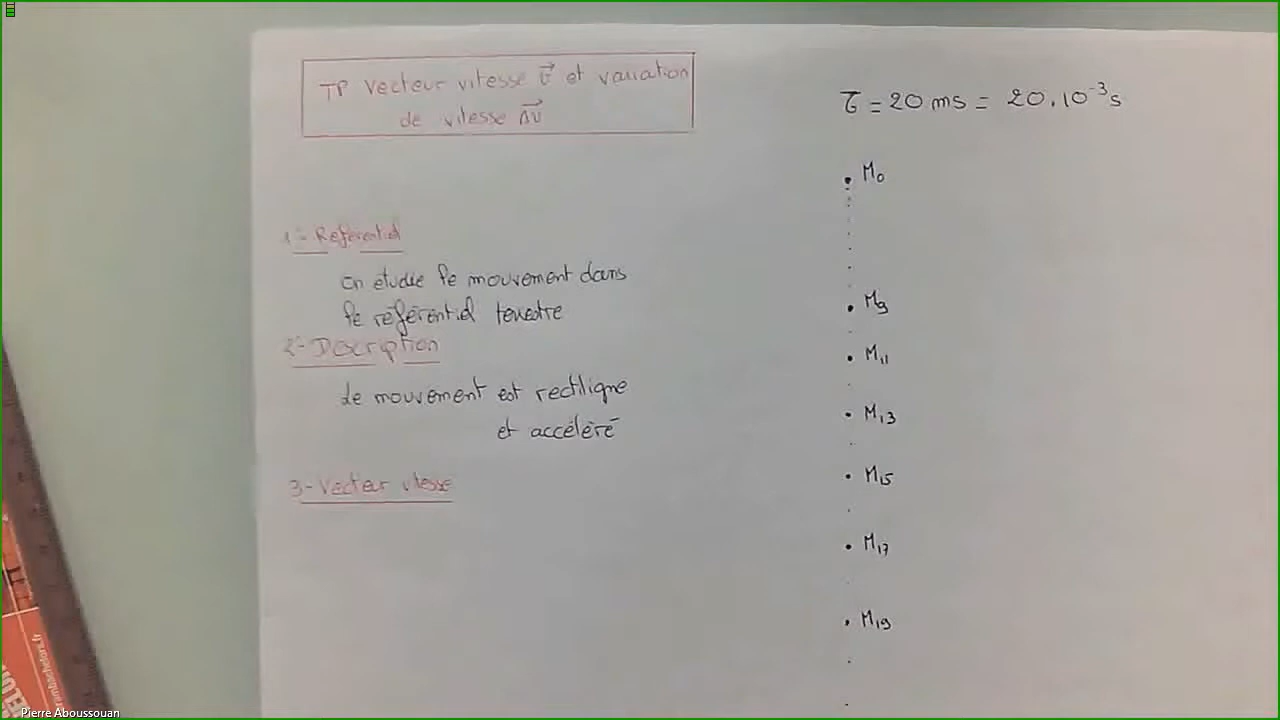 TP Vecteur vitesse v⃗ et variation
de vitesse Δv⃗
τ = 20 ms = 20.10⁻³ s
1°- Référentiel
On étudie le mouvement dans
le référentiel terrestre
2°- Description
Le mouvement est rectiligne
et accéléré
3-Vecteur vitesse
M₀
M₉
M₁₁
M₁₃
M₁₅
M₁₇
M₁₉
Pierre Aboussouan